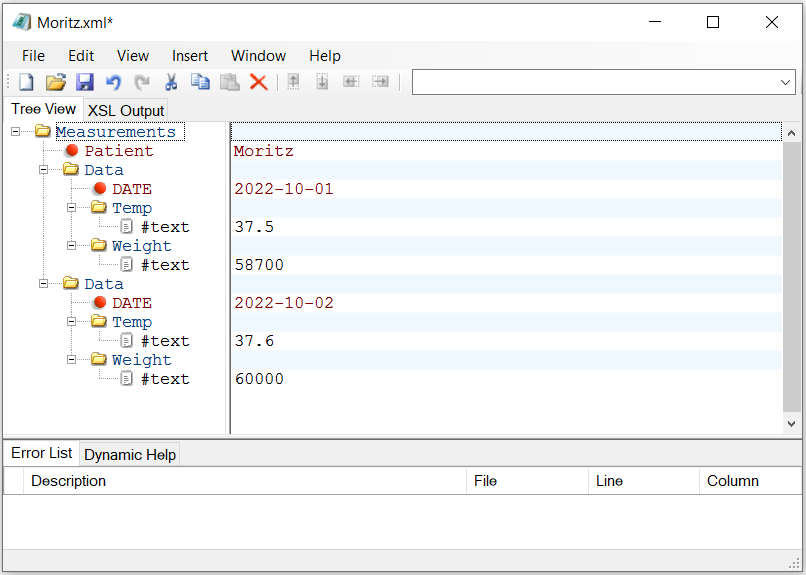 Moritz.xml*
File Edit View Insert Window Help
Tree View XSL Output
Measurements
Patient Moritz
Data
DATE 2022-10-01
Temp
#text 37.5
Weight
#text 58700
Data
DATE 2022-10-02
Temp
#text 37.6
Weight
#text 60000
Error List Dynamic Help
Description File Line Column